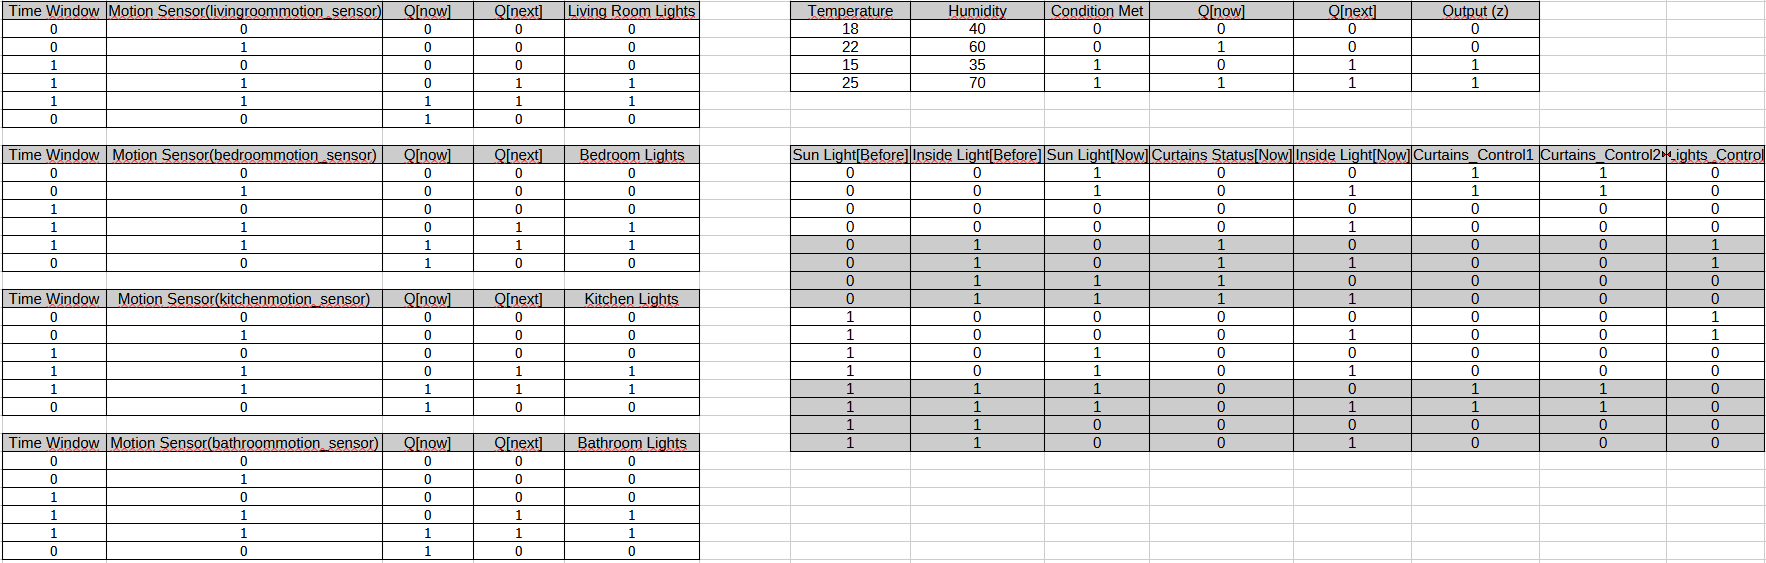 Time Window Motion Sensor(livingroommotion_sensor) Q[now] Q[next] Living Room Lights
0 0 0 0 0
0 1 0 0 0
1 0 0 0 0
1 1 0 1 1
1 1 1 1 1
0 0 1 0 0
Time Window Motion Sensor(bedroommotion_sensor) Q[now] Q[next] Bedroom Lights
0 0 0 0 0
0 1 0 0 0
1 0 0 0 0
1 1 0 1 1
1 1 1 1 1
0 0 1 0 0
Time Window Motion Sensor(kitchenmotion_sensor) Q[now] Q[next] Kitchen Lights
0 0 0 0 0
0 1 0 0 0
1 0 0 0 0
1 1 0 1 1
1 1 1 1 1
0 0 1 0 0
Time Window Motion Sensor(bathroommotion_sensor) Q[now] Q[next] Bathroom Lights
0 0 0 0 0
0 1 0 0 0
1 0 0 0 0
1 1 0 1 1
1 1 1 1 1
0 0 1 0 0
Temperature Humidity Condition Met Q[now] Q[next] Output (z)
18 40 0 0 0 0
22 60 0 1 0 0
15 35 1 0 1 1
25 70 1 1 1 1
Sun Light[Before] Inside Light[Before] Sun Light[Now] Curtains Status[Now] Inside Light[Now] Curtains_Control1 Curtains_Control2 ights_Control
0 0 1 0 0 1 1 0
0 0 1 0 1 1 1 0
0 0 0 0 0 0 0 0
0 0 0 0 1 0 0 0
0 1 0 1 0 0 0 1
0 1 0 1 1 0 0 1
0 1 1 1 0 0 0 0
0 1 1 1 1 0 0 0
1 0 0 0 0 0 0 1
1 0 0 0 1 0 0 1
1 0 1 0 0 0 0 0
1 0 1 0 1 0 0 0
1 1 1 0 0 1 1 0
1 1 1 0 1 1 1 0
1 1 0 0 0 0 0 0
1 1 0 0 1 0 0 0